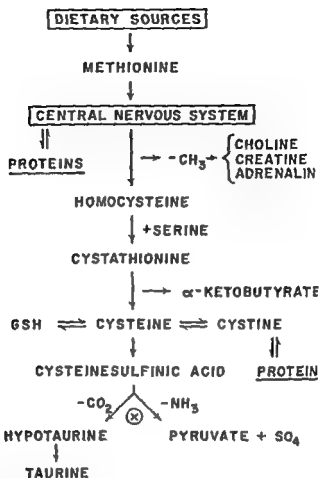 DIETARY SOURCES
METHIONINE
CENTRAL NERVOUS SYSTEM
PROTEINS
-CH3
CHOLINE
CREATINE
ADRENALIN
HOMOCYSTEINE
+SERINE
CYSTATHIONINE
α-KETOBUTYRATE
GSH CYSTEINE CYSTINE
CYSTEINESULFINIC ACID PROTEIN
-CO2 -NH3
X
HYPOTAURINE PYRUVATE + SO4
TAURINE